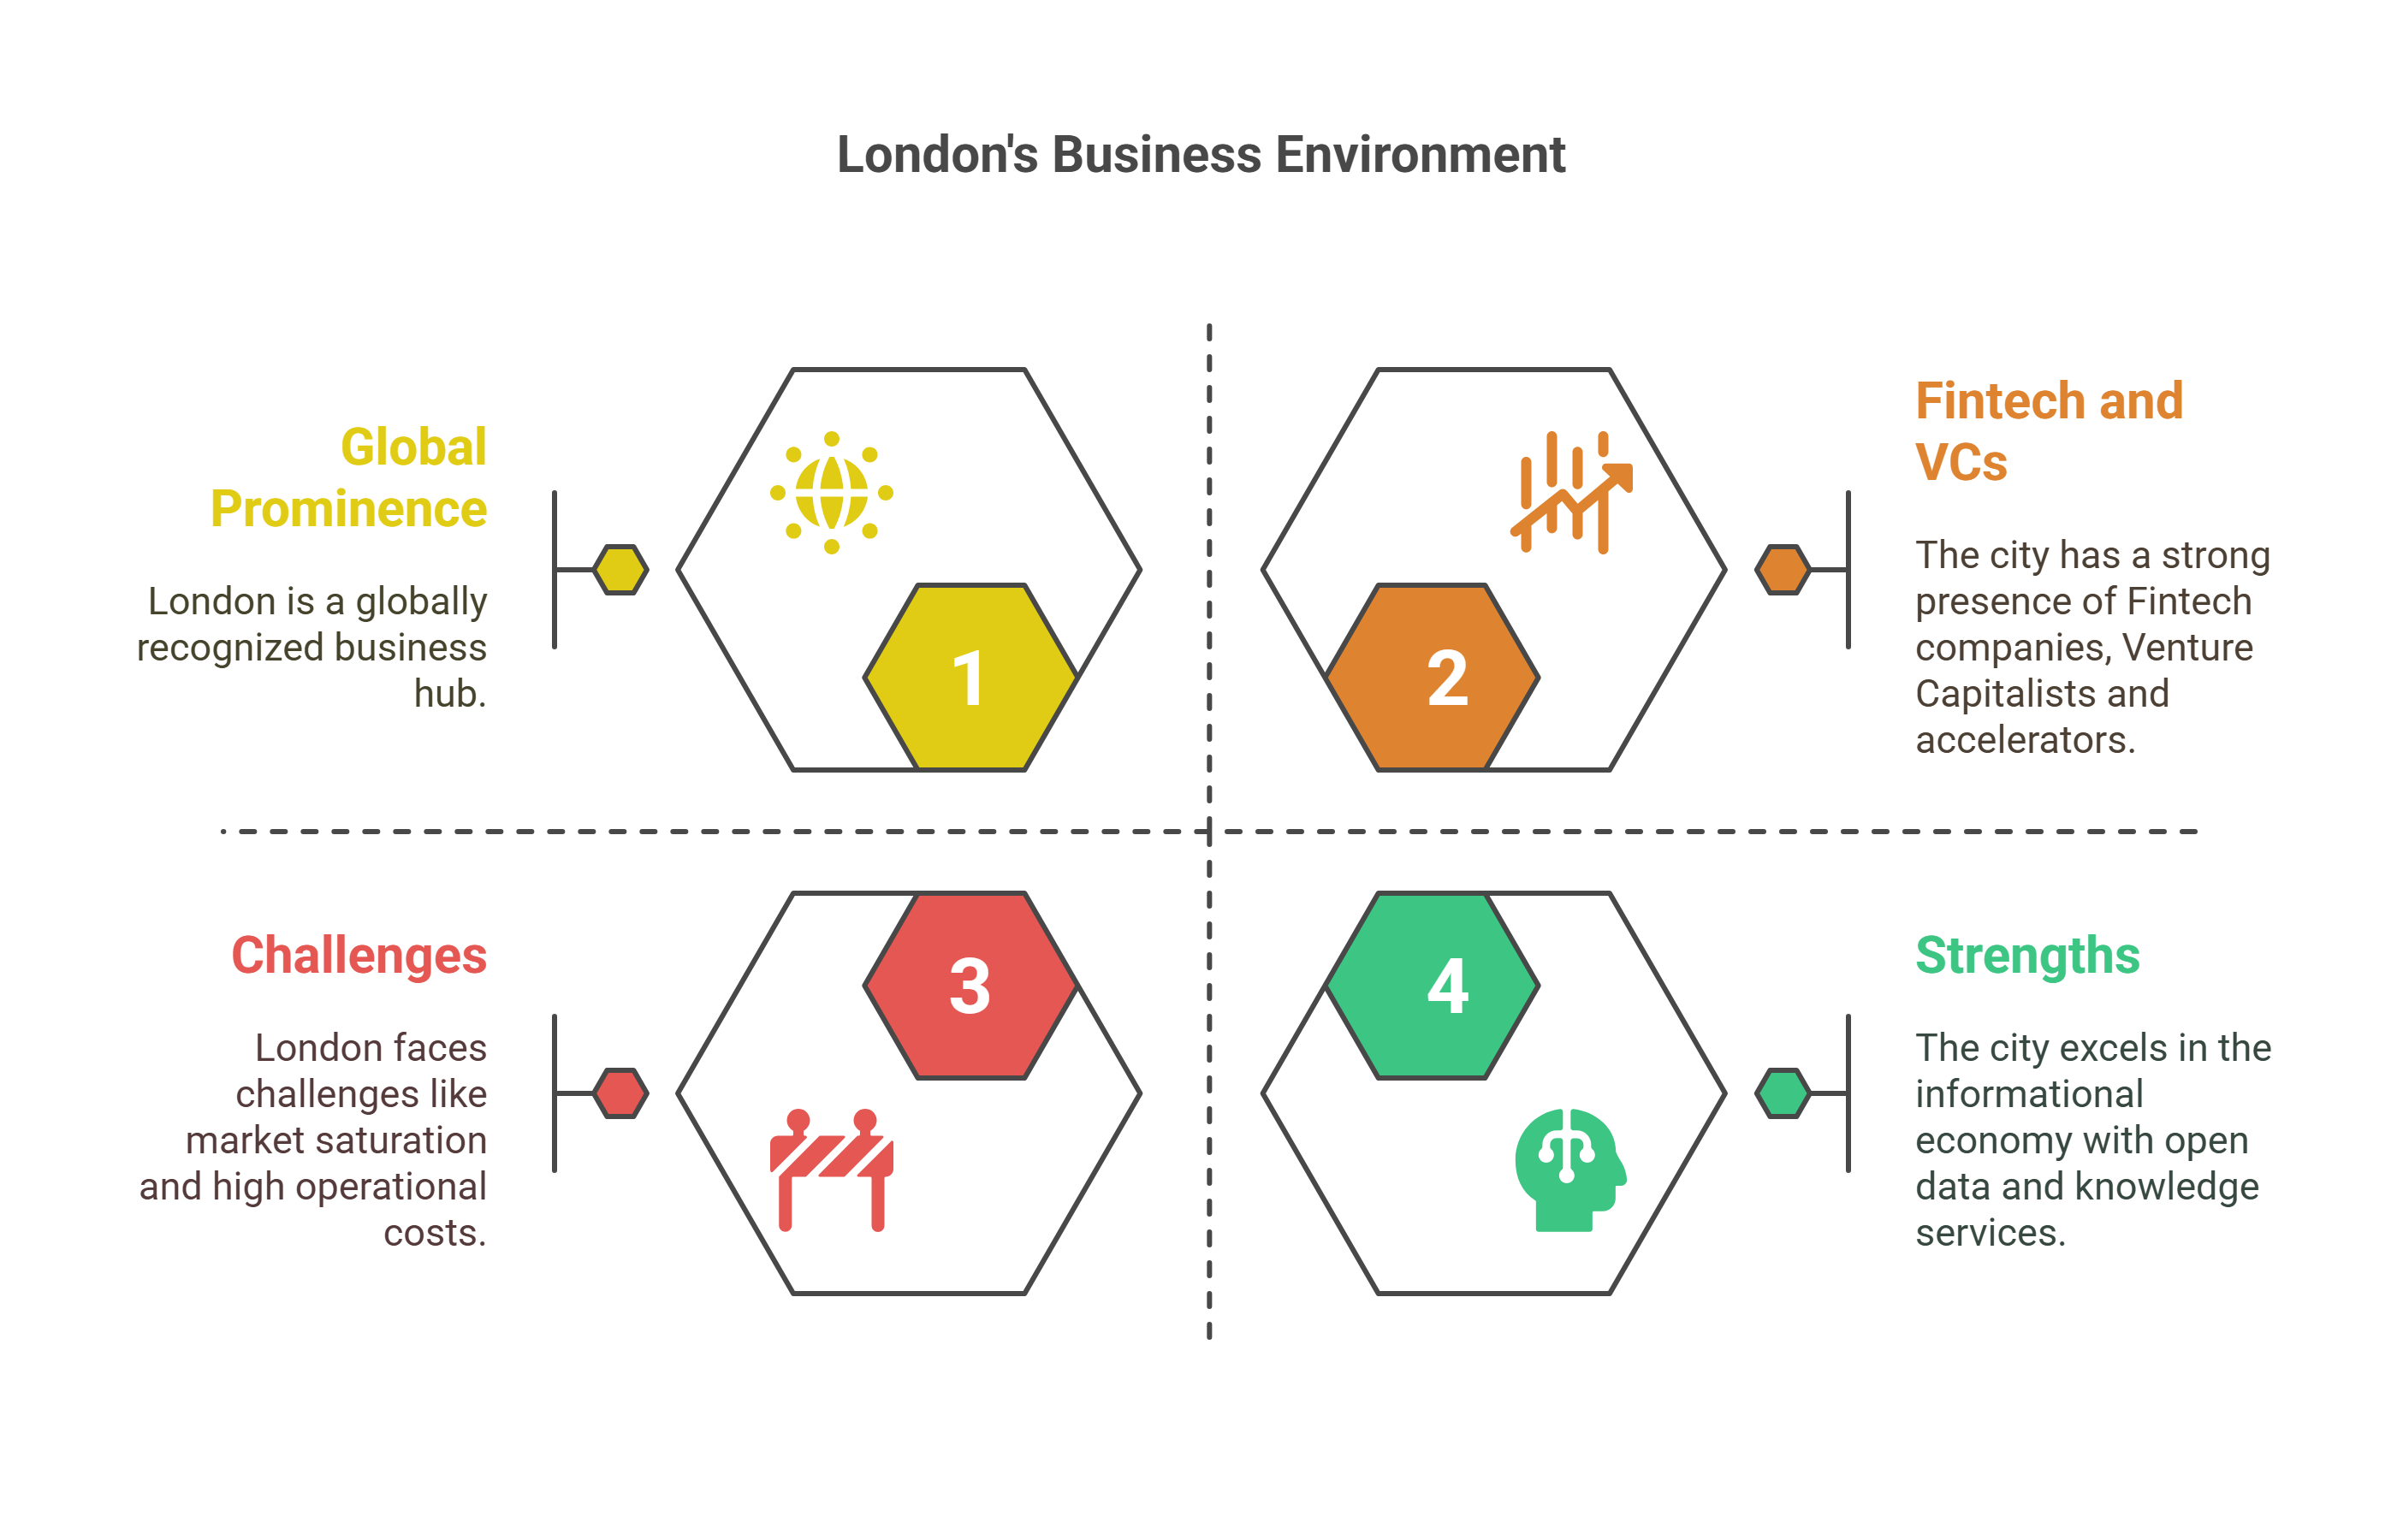 London's Business Environment
Global
Prominence
London is a globally
recognized business
hub.
1
2
Fintech and
VCs
The city has a strong
presence of Fintech
companies, Venture
Capitalists and
accelerators.
Challenges
London faces
challenges like
market saturation
and high operational
costs.
3
4
Strengths
The city excels in the
informational
economy with open
data and knowledge
services.